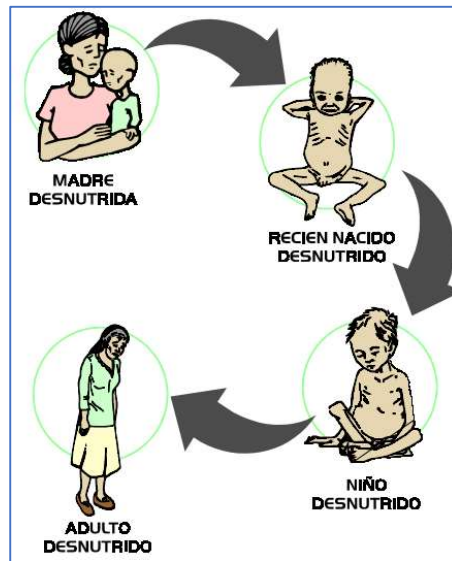 MADRE
DESNUTRIDA
RECIEN NACIDO
DESNUTRIDO
NIÑO
DESNUTRIDO
ADULTO
DESNUTRIDO